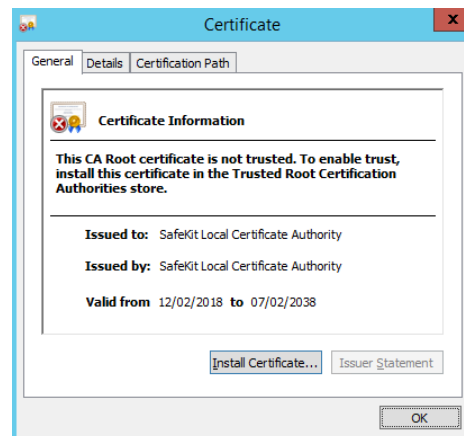 Certificate
x
General Details Certification Path
Certificate Information
This CA Root certificate is not trusted. To enable trust,
install this certificate in the Trusted Root Certification
Authorities store.
Issued to: SafeKit Local Certificate Authority
Issued by: SafeKit Local Certificate Authority
Valid from 12/02/2018 to 07/02/2038
Install Certificate... Issuer Statement
OK